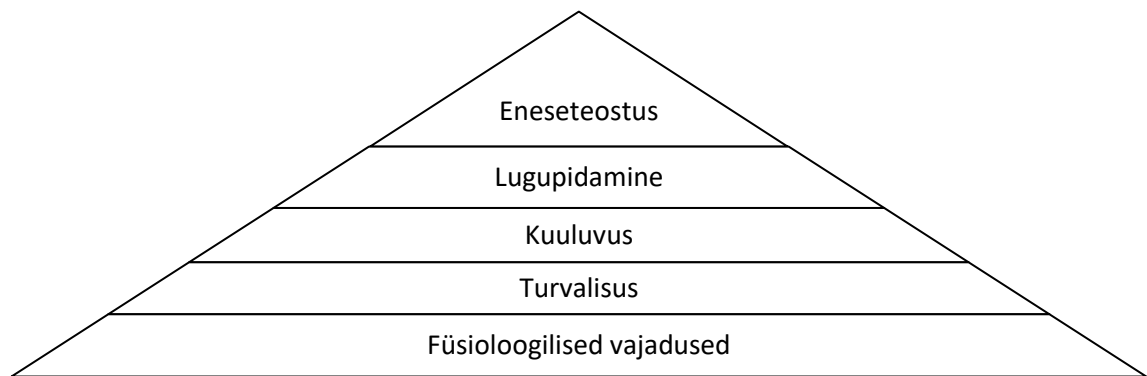 Eneseteostus
Lugupidamine
Kuuluvus
Turvalisus
Füsioloogilised vajadused